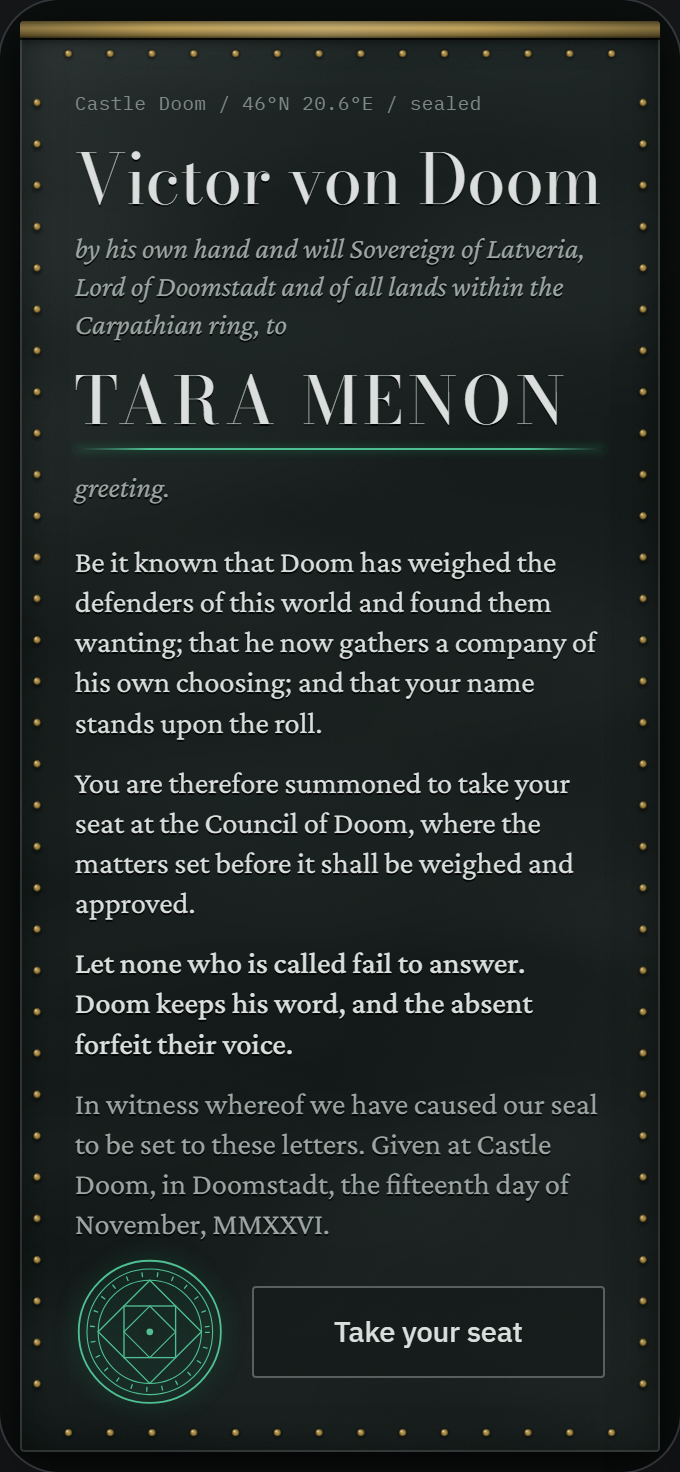 Castle Doom / 46°N 20.6°E / sealed
Victor von Doom
by his own hand and will Sovereign of Latveria,
Lord of Doomstadt and of all lands within the
Carpathian ring, to
TARA MENON
greeting.
Be it known that Doom has weighed the
defenders of this world and found them
wanting; that he now gathers a company of
his own choosing; and that your name
stands upon the roll.
You are therefore summoned to take your
seat at the Council of Doom, where the
matters set before it shall be weighed and
approved.
Let none who is called fail to answer.
Doom keeps his word, and the absent
forfeit their voice.
In witness whereof we have caused our seal
to be set to these letters. Given at Castle
Doom, in Doomstadt, the fifteenth day of
November, MMXXVI.
Take your seat